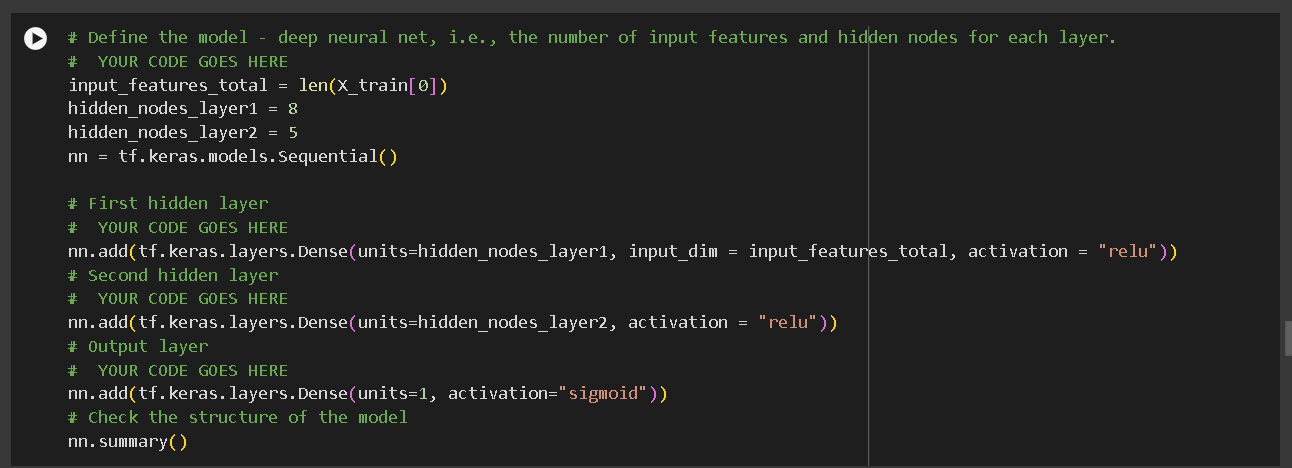 # Define the model - deep neural net, i.e., the number of input features and hidden nodes for each layer.
#  YOUR CODE GOES HERE
input_features_total = len(X_train[0])
hidden_nodes_layer1 = 8
hidden_nodes_layer2 = 5
nn = tf.keras.models.Sequential()
# First hidden layer
#  YOUR CODE GOES HERE
nn.add(tf.keras.layers.Dense(units=hidden_nodes_layer1, input_dim = input_features_total, activation = "relu"))
# Second hidden layer
#  YOUR CODE GOES HERE
nn.add(tf.keras.layers.Dense(units=hidden_nodes_layer2, activation = "relu"))
# Output layer
#  YOUR CODE GOES HERE
nn.add(tf.keras.layers.Dense(units=1, activation="sigmoid"))
# Check the structure of the model
nn.summary()